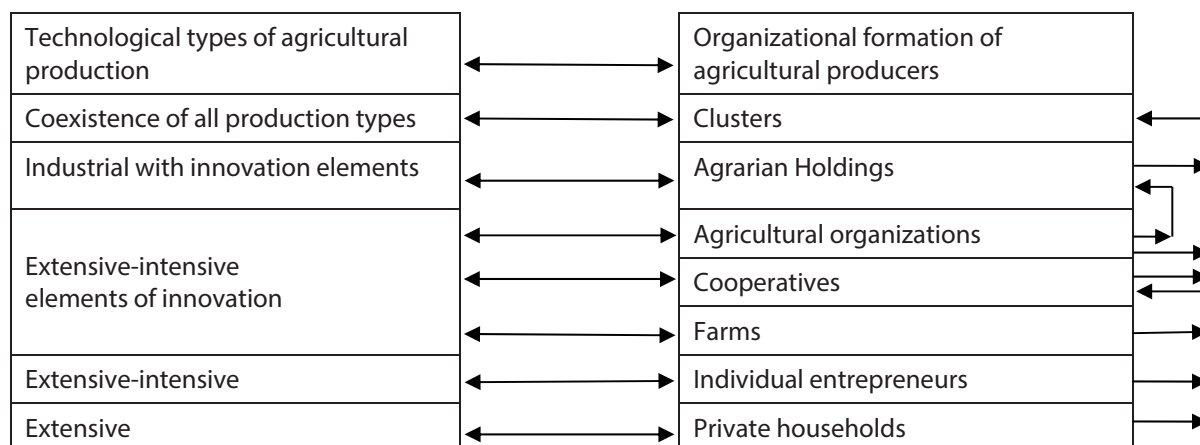 Technological types of agricultural
production
Organizational formation of
agricultural producers
Coexistence of all production types
Clusters
Industrial with innovation elements
Agrarian Holdings
Extensive-intensive
elements of innovation
Agricultural organizations
Cooperatives
Farms
Extensive-intensive
Individual entrepreneurs
Extensive
Private households